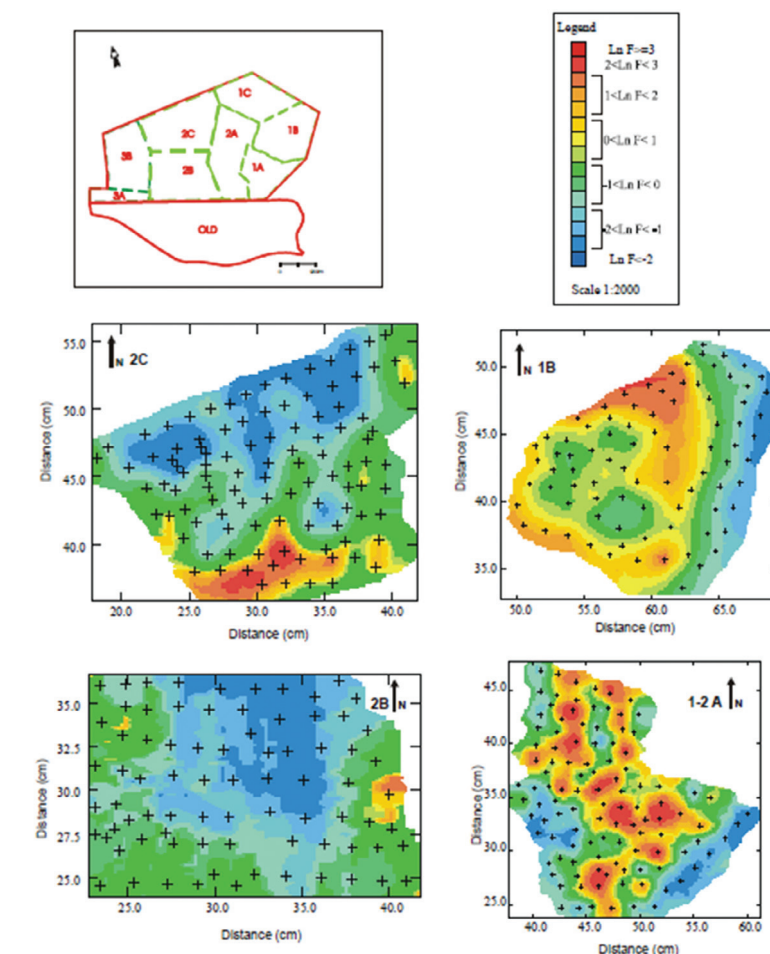 1C
2C
2A
1B
3B
2B
1A
3A
OLD
Legend
Ln F>=3
2<Ln F< 3
1<Ln F< 2
0<Ln F< 1
-1<Ln F< 0
-2<Ln F< -1
Ln F<-2
Scale 1:2000
55.0
50.0
45.0
40.0
Distance (cm)
N 2C
20.0 25.0 30.0 35.0 40.0
Distance (cm)
50.0
45.0
40.0
35.0
Distance (cm)
N 1B
50.0 55.0 60.0 65.0
Distance (cm)
35.0
32.5
30.0
27.5
25.0
Distance (cm)
2B N
25.0 30.0 35.0 40.0
Distance (cm)
45.0
40.0
35.0
30.0
25.0
Distance (cm)
1-2 A N
40.0 45.0 50.0 55.0 60.0
Distance (cm)